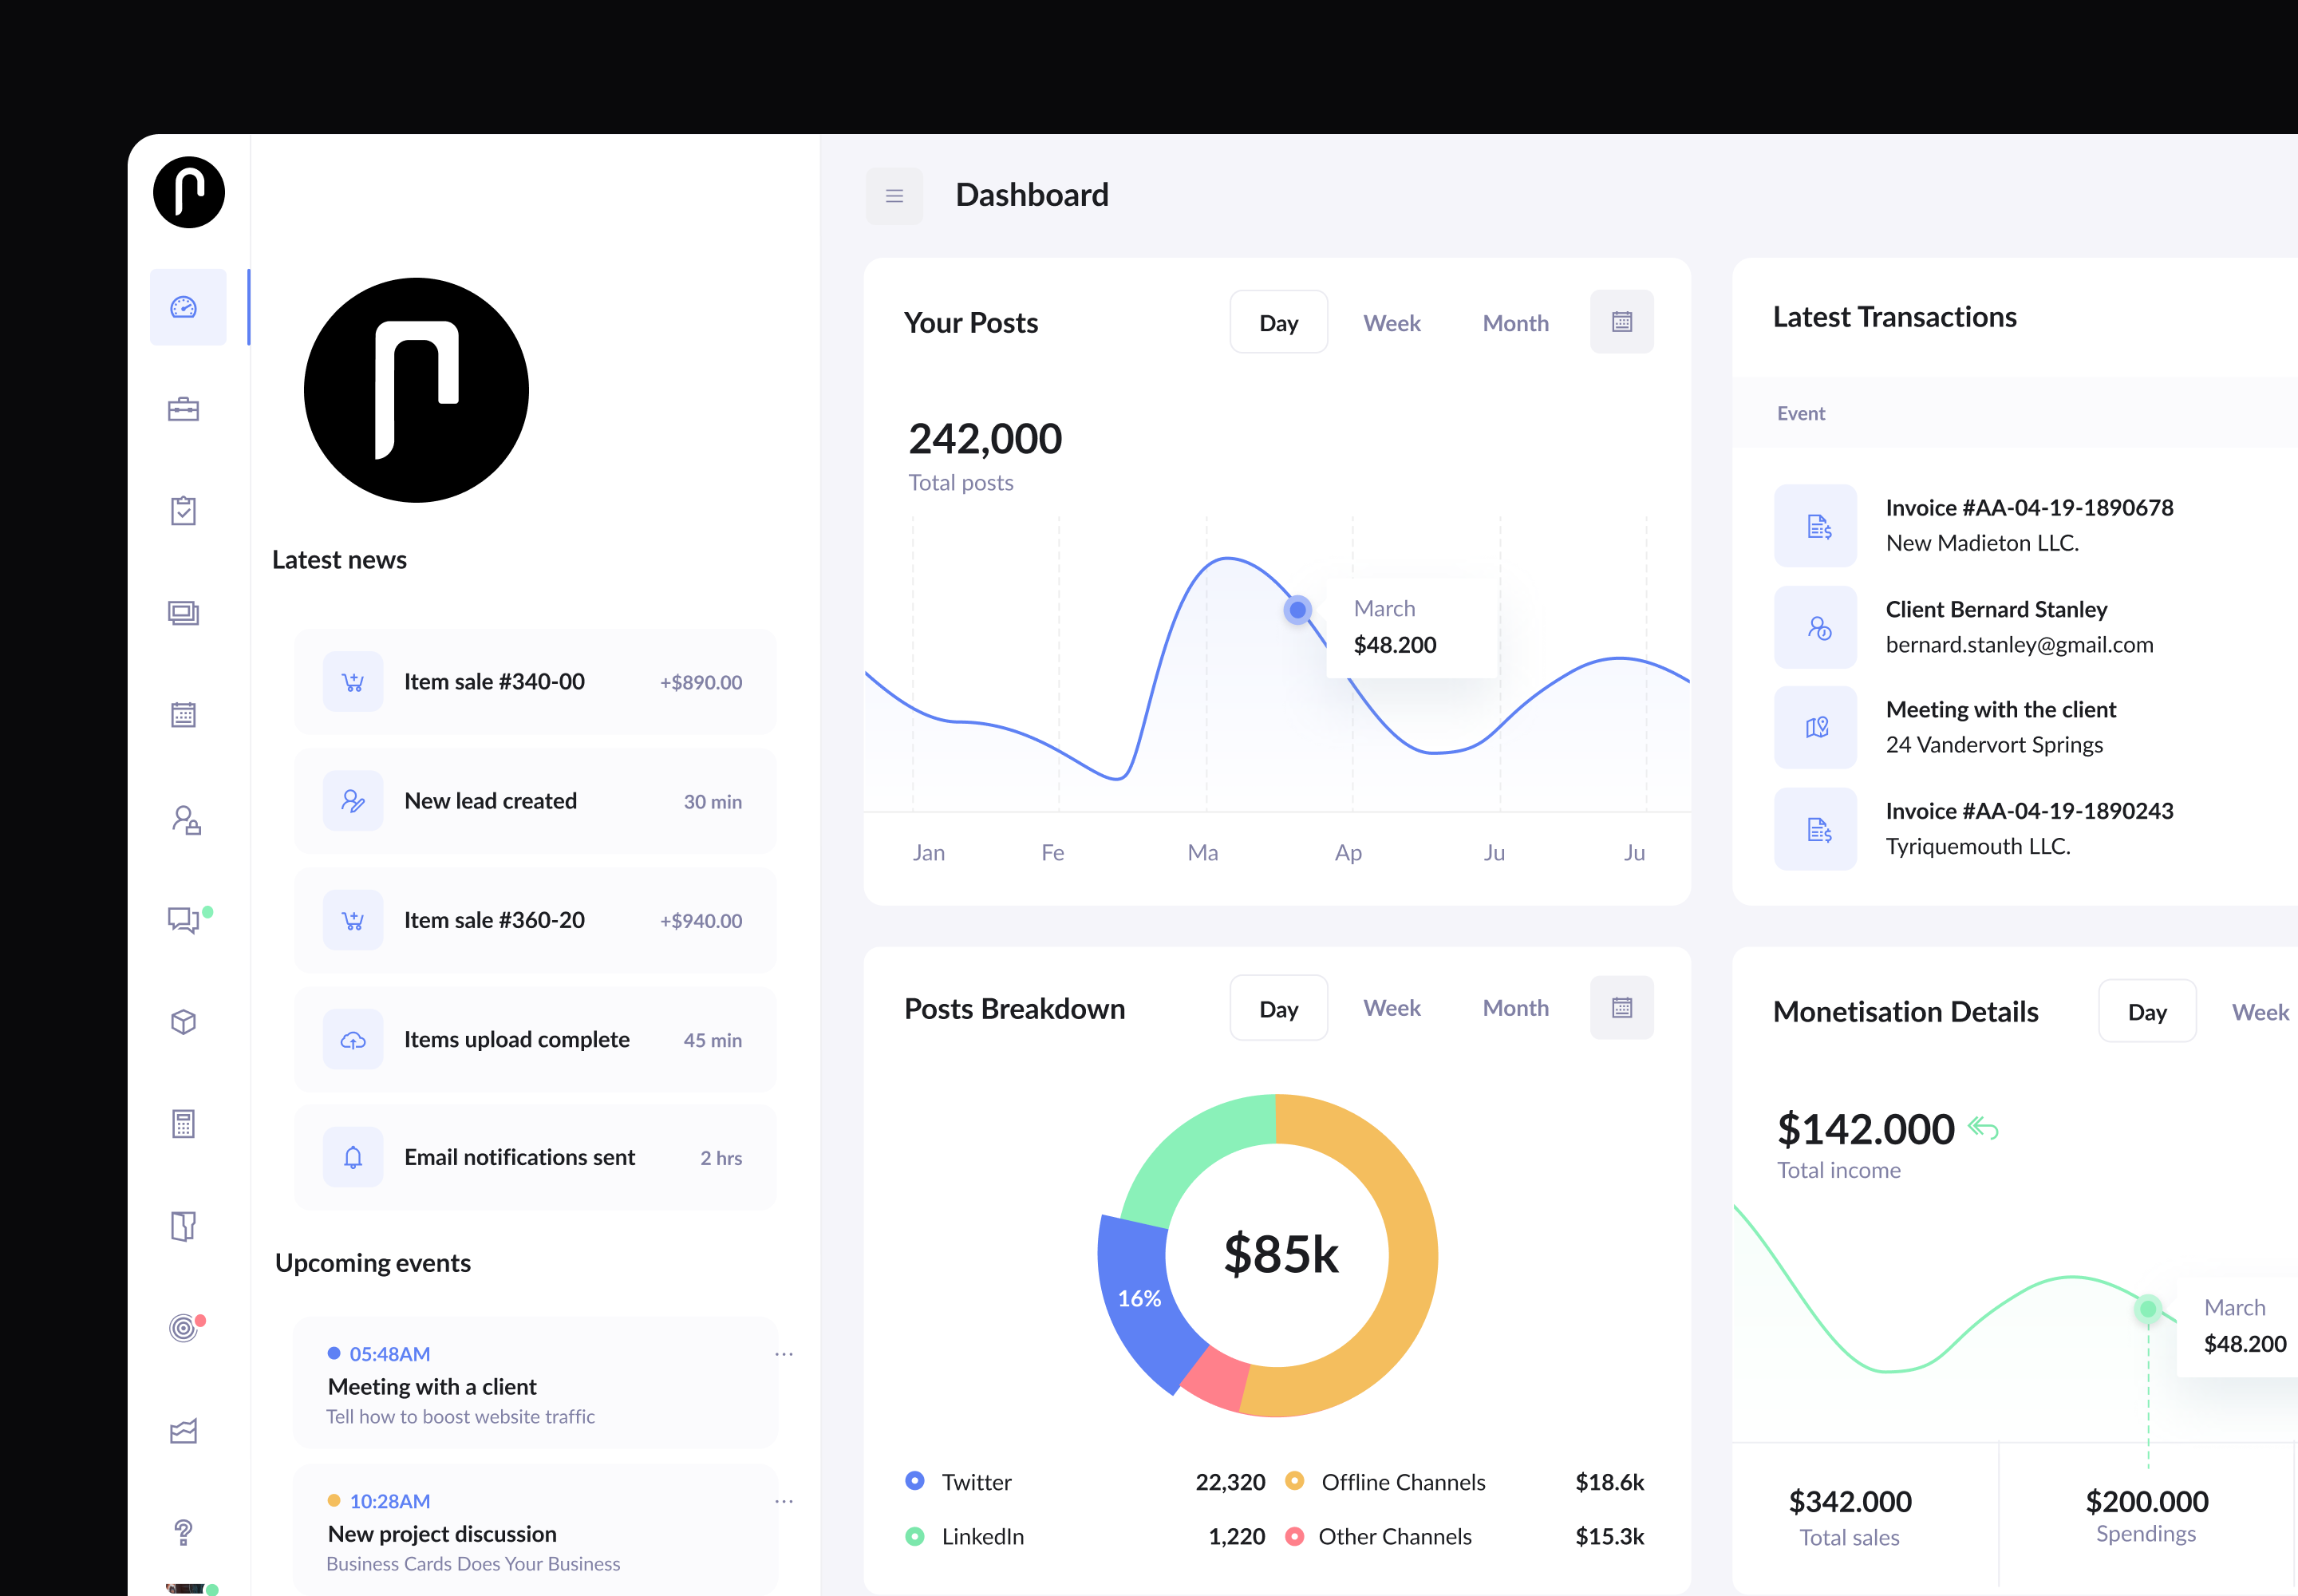 Latest news
Item sale #340-00
+$890.00
New lead created
30 min
Item sale #360-20
+$940.00
Items upload complete
45 min
Email notifications sent
2 hrs
Upcoming events
05:48AM
Meeting with a client
Tell how to boost website traffic
10:28AM
New project discussion
Business Cards Does Your Business
Dashboard
Your Posts
Day
Week
Month
242,000
Total posts
March
$48.200
Jan
Fe
Ma
Ap
Ju
Ju
Latest Transactions
Event
Invoice #AA-04-19-1890678
New Madieton LLC.
Client Bernard Stanley
bernard.stanley@gmail.com
Meeting with the client
24 Vandervort Springs
Invoice #AA-04-19-1890243
Tyriquemouth LLC.
Posts Breakdown
Day
Week
Month
$85k
16%
Twitter
22,320
Offline Channels
$18.6k
LinkedIn
1,220
Other Channels
$15.3k
Monetisation Details
Day
Week
$142.000
Total income
March
$48.200
$342.000
Total sales
$200.000
Spendings